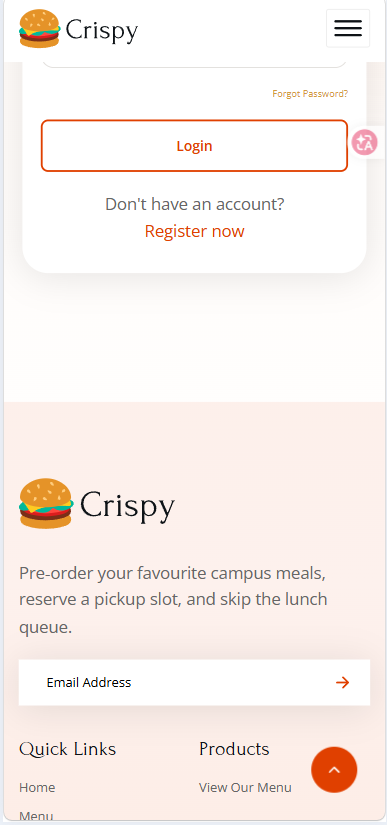 Crispy
Forgot Password?
Login
Don't have an account?
Register now
Crispy
Pre-order your favourite campus meals,
reserve a pickup slot, and skip the lunch
queue.
Email Address
Quick Links
Products
Home
View Our Menu
Menu